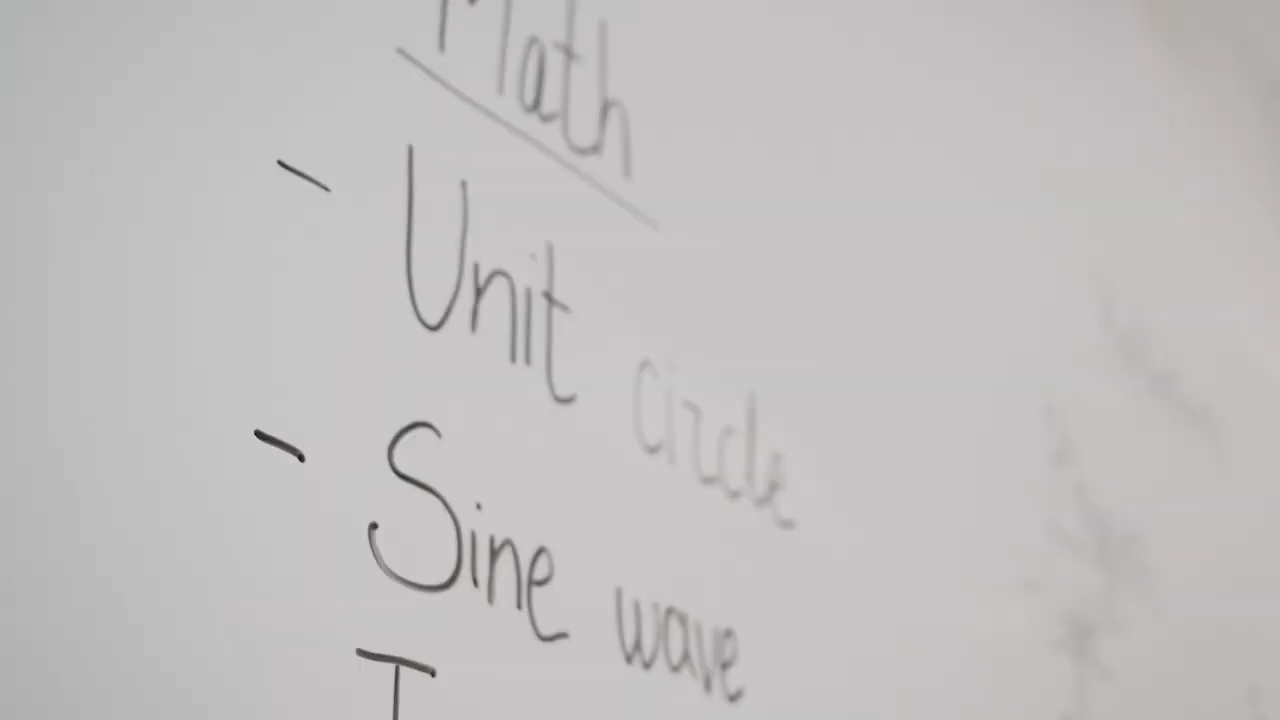 Math
- Unit circle
- Sine wave
T